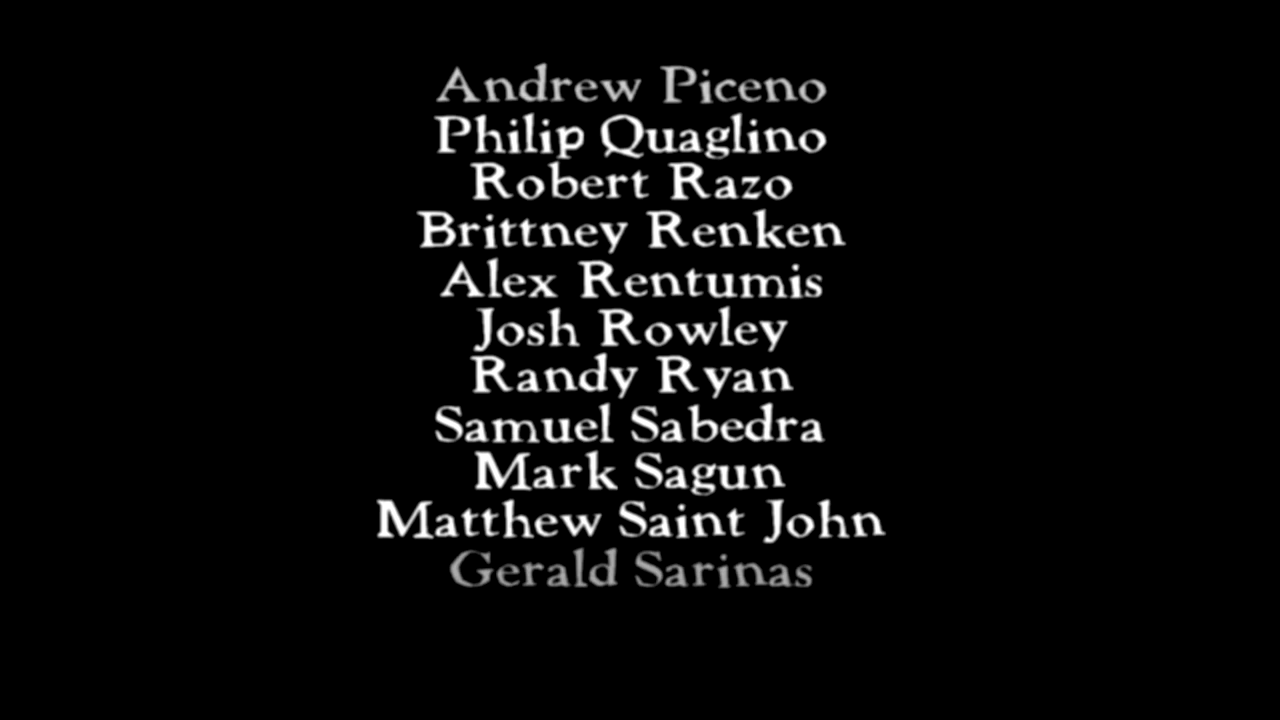 Andrew Piceno
Philip Quaglino
Robert Razo
Brittney Renken
Alex Rentumis
Josh Rowley
Randy Ryan
Samuel Sabedra
Mark Sagun
Matthew Saint John
Gerald Sarinas